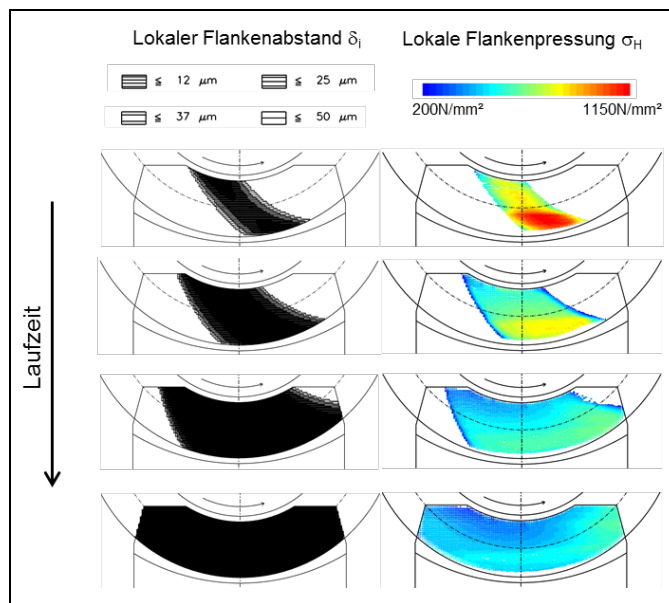 Lokaler Flankenabstand δi
Lokale Flankenpressung σH
≦ 12 μm
≦ 25 μm
≦ 37 μm
≦ 50 μm
200N/mm²
1150N/mm²
Laufzeit